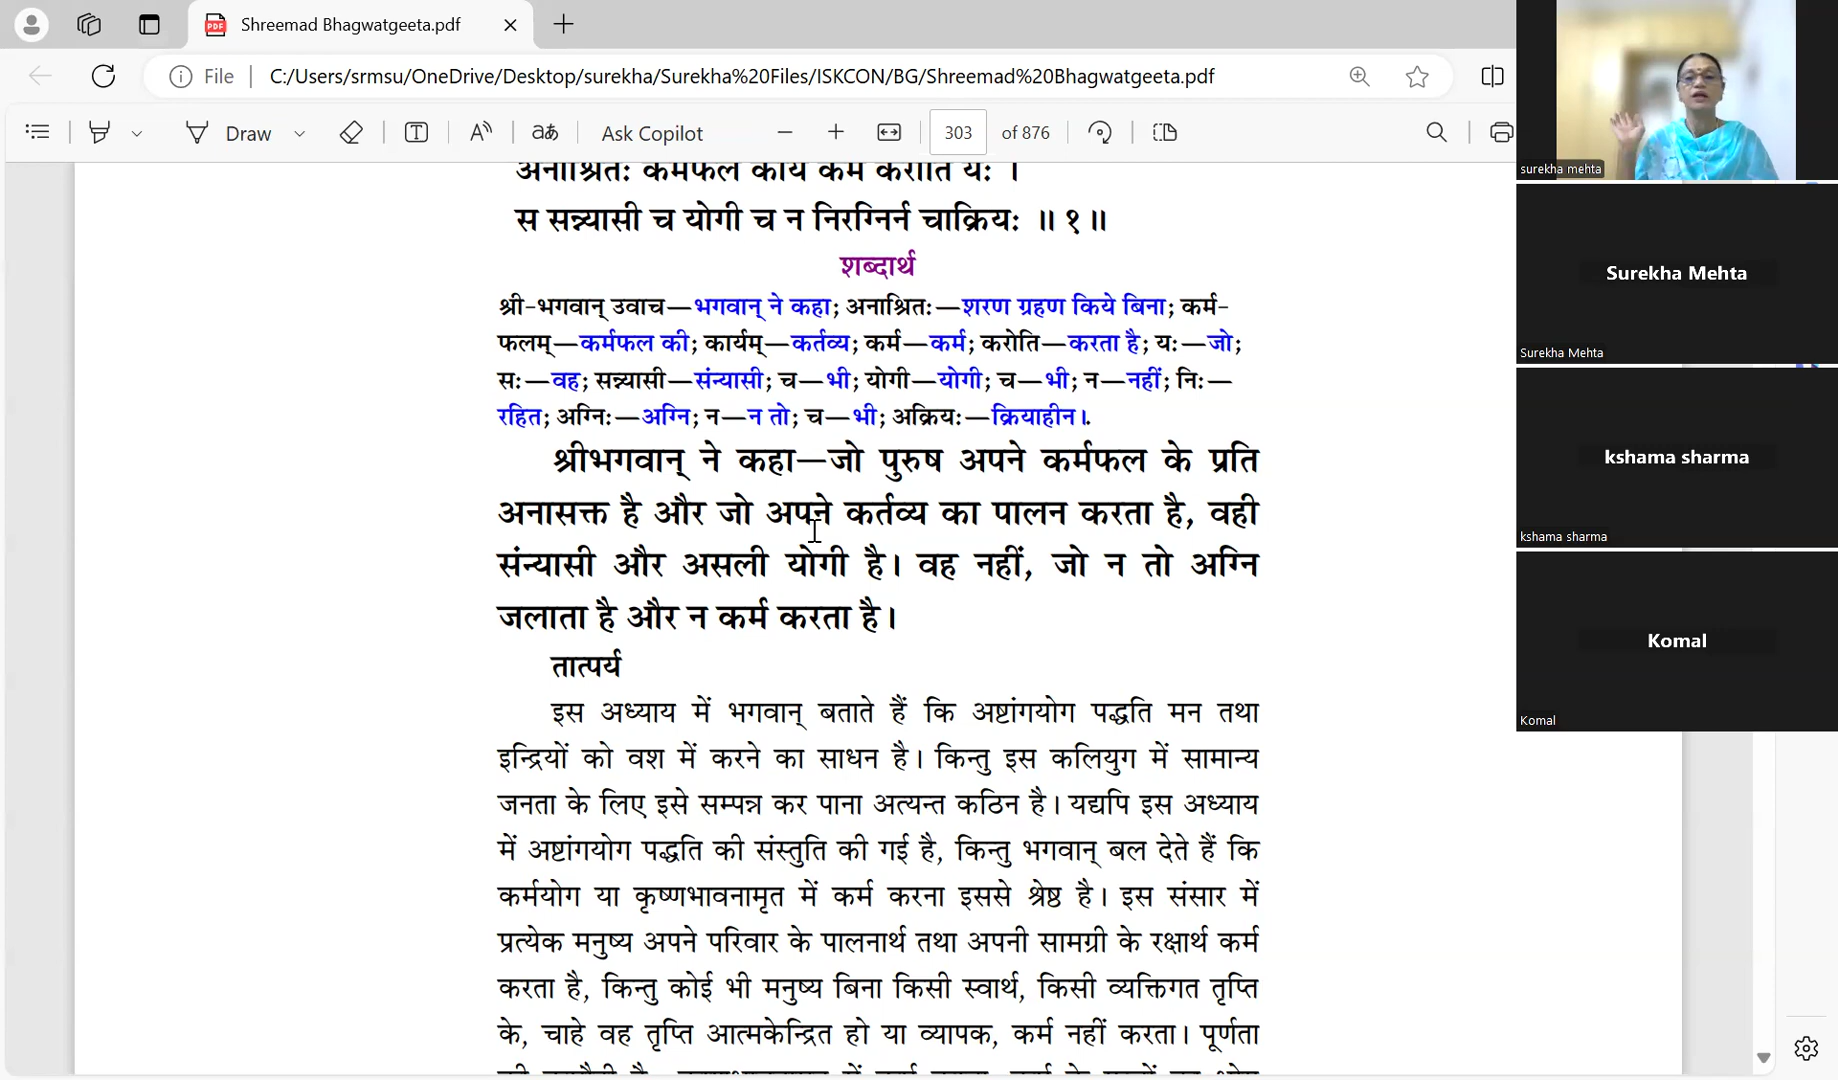 Shreemad Bhagwatgeeta.pdf
File
C:/Users/srmsu/OneDrive/Desktop/surekha/Surekha%20Files/ISKCON/BG/Shreemad%20Bhagwatgeeta.pdf
Draw
Ask Copilot
303 of 876
अनाश्रितः कर्मफलं कार्यं कर्म करोति यः ।
स सन्न्यासी च योगी च न निरग्निर्न चाक्रियः ॥ १ ॥
शब्दार्थ
श्री-भगवान् उवाच—भगवान् ने कहा; अनाश्रितः—शरण ग्रहण किये बिना; कर्म-
फलम्—कर्मफल की; कार्यम्—कर्तव्य; कर्म—कर्म; करोति—करता है; यः—जो;
सः—वह; सन्न्यासी—संन्यासी; च—भी; योगी—योगी; च—भी; न—नहीं; निः—
रहित; अग्निः—अग्नि; न—न तो; च—भी; अक्रियः—क्रियाहीन।.
श्रीभगवान् ने कहा—जो पुरुष अपने कर्मफल के प्रति
अनासक्त है और जो अपने कर्तव्य का पालन करता है, वही
संन्यासी और असली योगी है। वह नहीं, जो न तो अग्नि
जलाता है और न कर्म करता है।
तात्पर्य
इस अध्याय में भगवान् बताते हैं कि अष्टांगयोग पद्धति मन तथा
इन्द्रियों को वश में करने का साधन है। किन्तु इस कलियुग में सामान्य
जनता के लिए इसे सम्पन्न कर पाना अत्यन्त कठिन है। यद्यपि इस अध्याय
में अष्टांगयोग पद्धति की संस्तुति की गई है, किन्तु भगवान् बल देते हैं कि
कर्मयोग या कृष्णभावनामृत में कर्म करना इससे श्रेष्ठ है। इस संसार में
प्रत्येक मनुष्य अपने परिवार के पालनार्थ तथा अपनी सामग्री के रक्षार्थ कर्म
करता है, किन्तु कोई भी मनुष्य बिना किसी स्वार्थ, किसी व्यक्तिगत तृप्ति
के, चाहे वह तृप्ति आत्मकेन्द्रित हो या व्यापक, कर्म नहीं करता। पूर्णता
surekha mehta
Surekha Mehta
Surekha Mehta
kshama sharma
kshama sharma
Komal
Komal